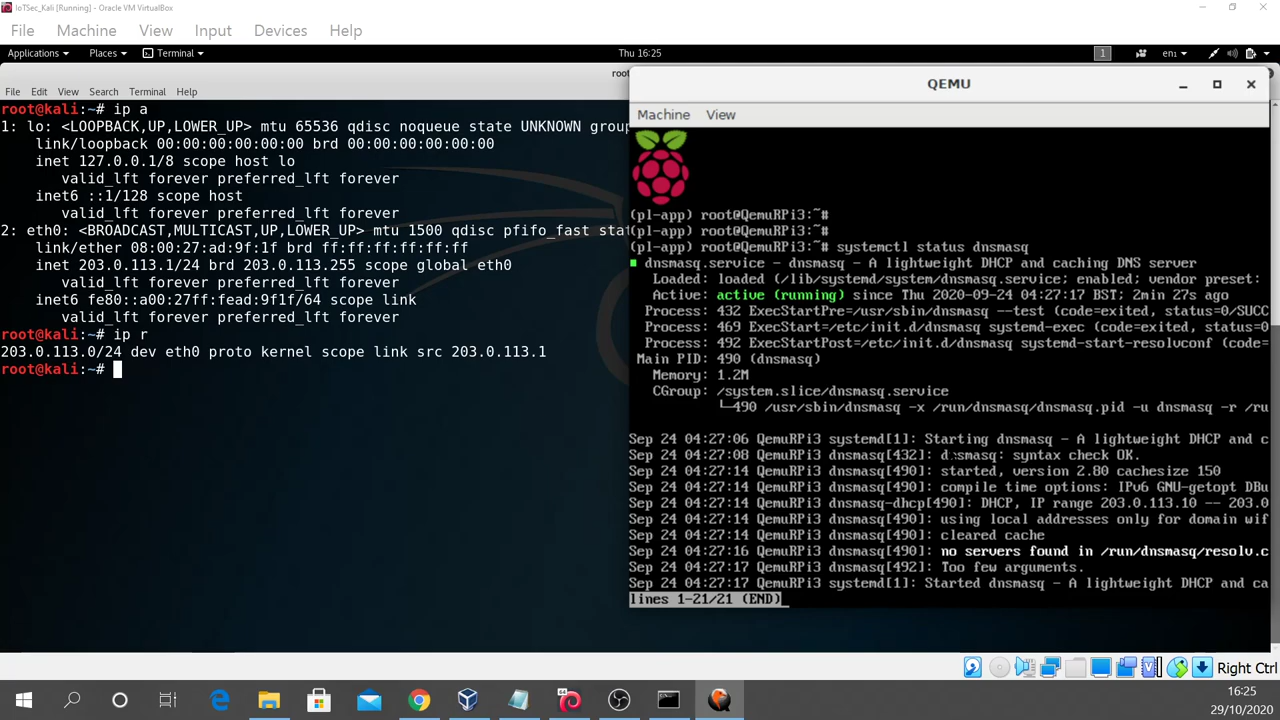 IoTSec_Kali [Running] - Oracle VM VirtualBox
File Machine View Input Devices Help
Applications Places Terminal Thu 16:25 1 en1
roo
File Edit View Search Terminal Help
root@kali:~# ip a
1: lo: <LOOPBACK,UP,LOWER_UP> mtu 65536 qdisc noqueue state UNKNOWN group
link/loopback 00:00:00:00:00:00 brd 00:00:00:00:00:00
inet 127.0.0.1/8 scope host lo
valid_lft forever preferred_lft forever
inet6 ::1/128 scope host
valid_lft forever preferred_lft forever
2: eth0: <BROADCAST,MULTICAST,UP,LOWER_UP> mtu 1500 qdisc pfifo_fast stat
link/ether 08:00:27:ad:9f:1f brd ff:ff:ff:ff:ff:ff
inet 203.0.113.1/24 brd 203.0.113.255 scope global eth0
valid_lft forever preferred_lft forever
inet6 fe80::a00:27ff:fead:9f1f/64 scope link
valid_lft forever preferred_lft forever
root@kali:~# ip r
203.0.113.0/24 dev eth0 proto kernel scope link src 203.0.113.1
root@kali:~#
QEMU
Machine View
(pl-app) root@QemuRPi3:~#
(pl-app) root@QemuRPi3:~#
(pl-app) root@QemuRPi3:~# systemctl status dnsmasq
dnsmasq.service - dnsmasq - A lightweight DHCP and caching DNS server
Loaded: loaded (/lib/systemd/system/dnsmasq.service; enabled; vendor preset:
Active: active (running) since Thu 2020-09-24 04:27:17 BST; 2min 27s ago
Process: 432 ExecStartPre=/usr/sbin/dnsmasq --test (code=exited, status=0/SUCC
Process: 469 ExecStart=/etc/init.d/dnsmasq systemd-exec (code=exited, status=0
Process: 492 ExecStartPost=/etc/init.d/dnsmasq systemd-start-resolvconf (code=
Main PID: 490 (dnsmasq)
Memory: 1.2M
CGroup: /system.slice/dnsmasq.service
└─490 /usr/sbin/dnsmasq -x /run/dnsmasq/dnsmasq.pid -u dnsmasq -r /ru
Sep 24 04:27:06 QemuRPi3 systemd[1]: Starting dnsmasq - A lightweight DHCP and c
Sep 24 04:27:08 QemuRPi3 dnsmasq[432]: dnsmasq: syntax check OK.
Sep 24 04:27:14 QemuRPi3 dnsmasq[490]: started, version 2.80 cachesize 150
Sep 24 04:27:14 QemuRPi3 dnsmasq[490]: compile time options: IPv6 GNU-getopt DBu
Sep 24 04:27:14 QemuRPi3 dnsmasq-dhcp[490]: DHCP, IP range 203.0.113.10 -- 203.0
Sep 24 04:27:14 QemuRPi3 dnsmasq[490]: using local addresses only for domain wif
Sep 24 04:27:14 QemuRPi3 dnsmasq[490]: cleared cache
Sep 24 04:27:16 QemuRPi3 dnsmasq[490]: no servers found in /run/dnsmasq/resolv.c
Sep 24 04:27:17 QemuRPi3 dnsmasq[492]: Too few arguments.
Sep 24 04:27:17 QemuRPi3 systemd[1]: Started dnsmasq - A lightweight DHCP and ca
lines 1-21/21 (END)
Right Ctrl
16:25
29/10/2020